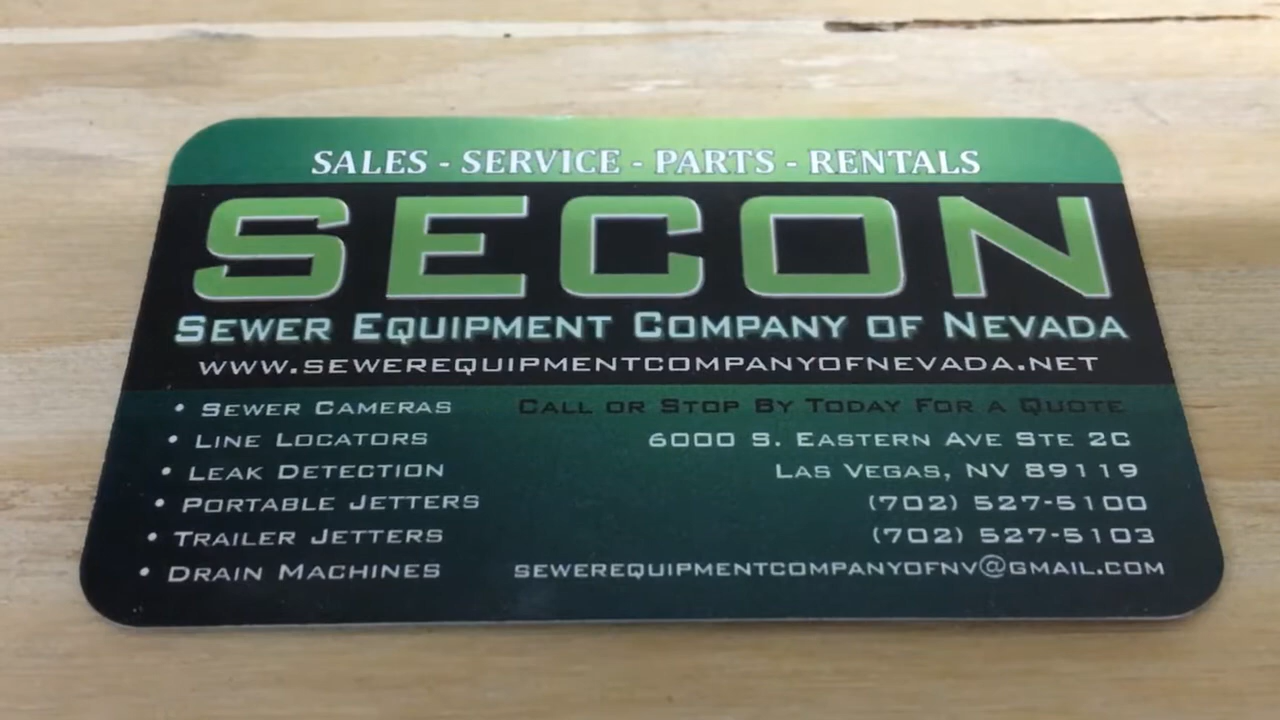 SALES - SERVICE - PARTS - RENTALS
SECON
SEWER EQUIPMENT COMPANY OF NEVADA
WWW.SEWEREQUIPMENTCOMPANYOFNEVADA.NET
• SEWER CAMERAS
• LINE LOCATORS
• LEAK DETECTION
• PORTABLE JETTERS
• TRAILER JETTERS
• DRAIN MACHINES
CALL OR STOP BY TODAY FOR A QUOTE
6000 S. EASTERN AVE STE 2C
LAS VEGAS, NV 89119
(702) 527-5100
(702) 527-5103
SEWEREQUIPMENTCOMPANYOFNV@GMAIL.COM